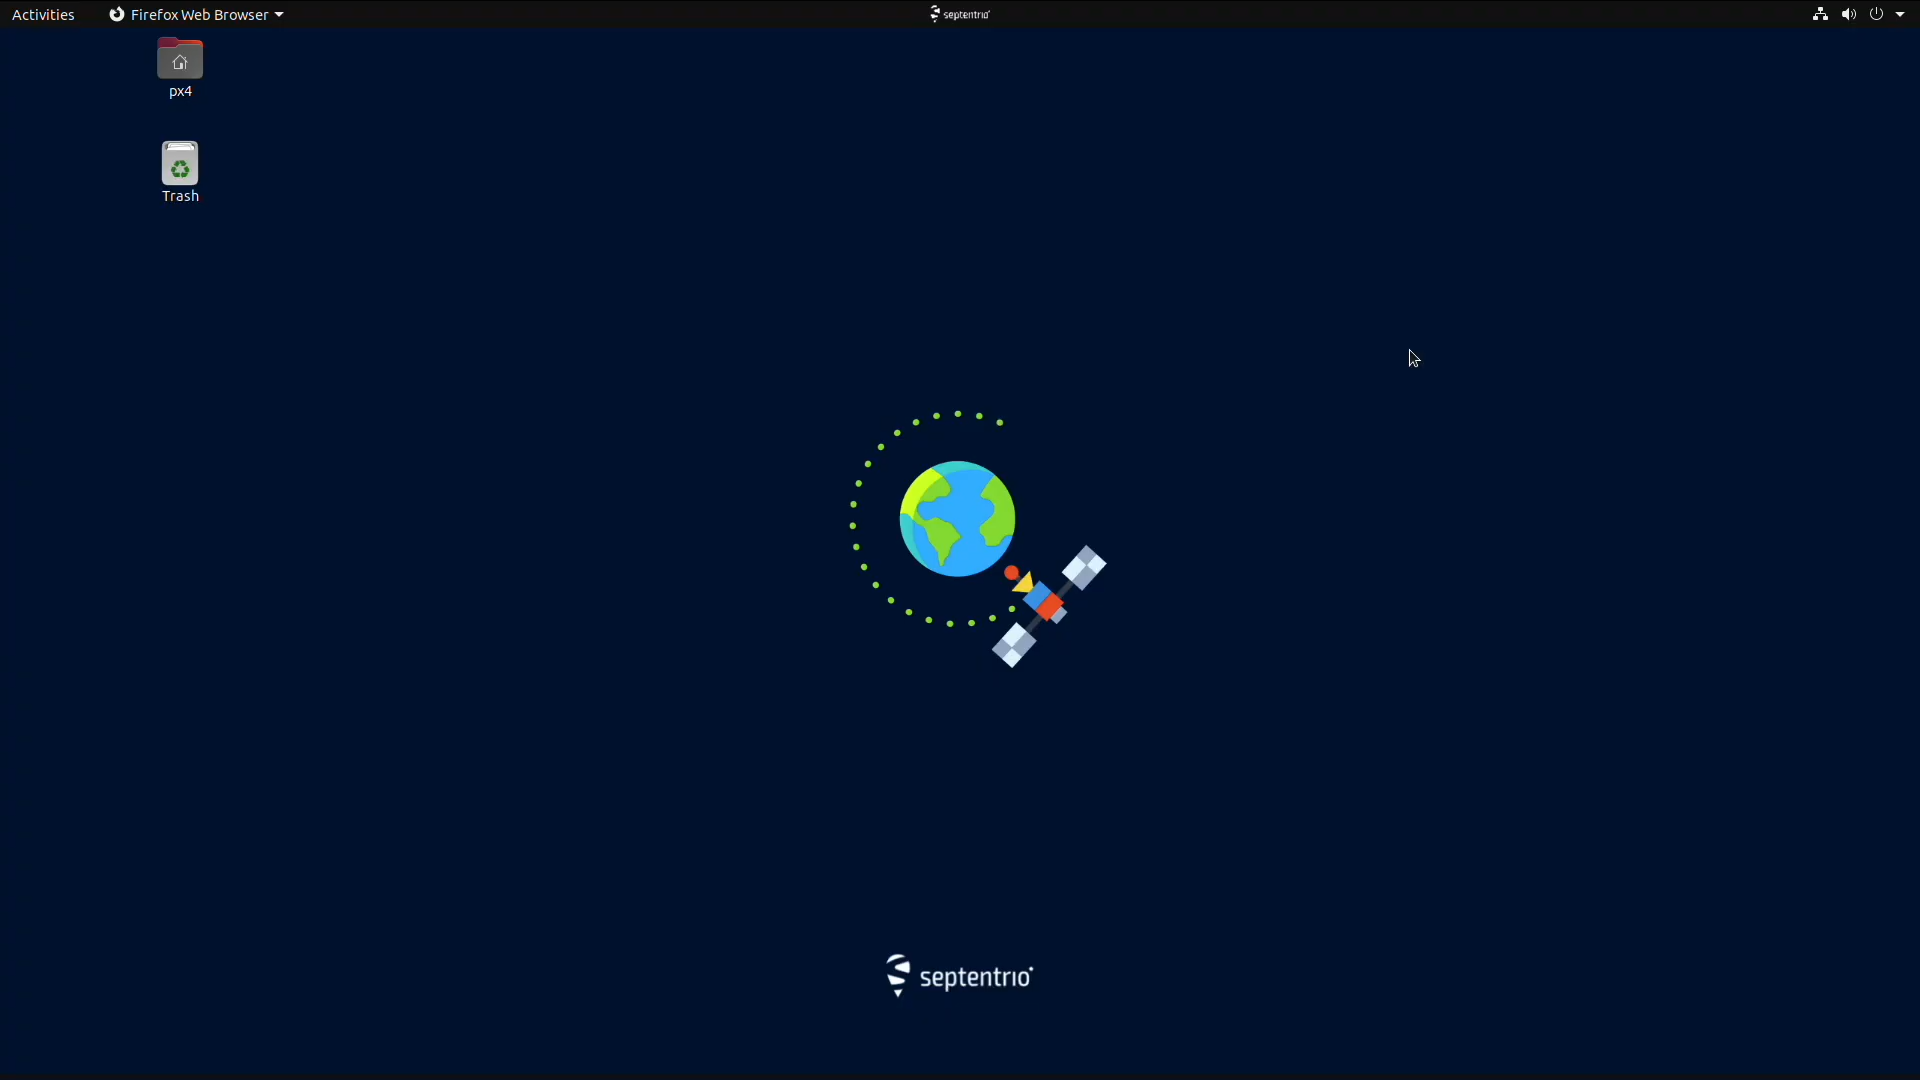 Activities
Firefox Web Browser
septentrio
px4
Trash
septentrio